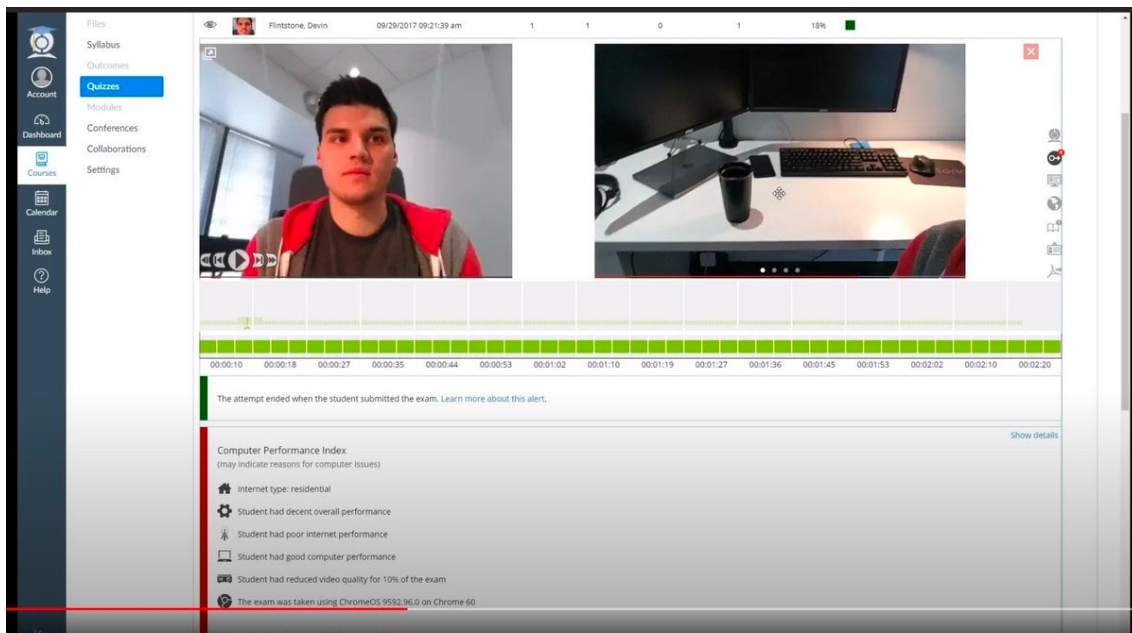 Files
Flintstone, Devin 09/29/2017 09:21:39 am 1 1 0 1 18%
Syllabus
Outcomes
Quizzes
Account
Modules
Conferences
Dashboard
Collaborations
Courses
Settings
Calendar
Inbox
Help
00:00:10 00:00:18 00:00:27 00:00:35 00:00:44 00:00:53 00:01:02 00:01:10 00:01:19 00:01:27 00:01:36 00:01:45 00:01:53 00:02:02 00:02:10 00:02:20
The attempt ended when the student submitted the exam. Learn more about this alert.
Show details
Computer Performance Index
(may indicate reasons for computer issues)
Internet type: residential
Student had decent overall performance
Student had poor internet performance
Student had good computer performance
Student had reduced video quality for 10% of the exam
The exam was taken using ChromeOS 9592.96.0 on Chrome 60